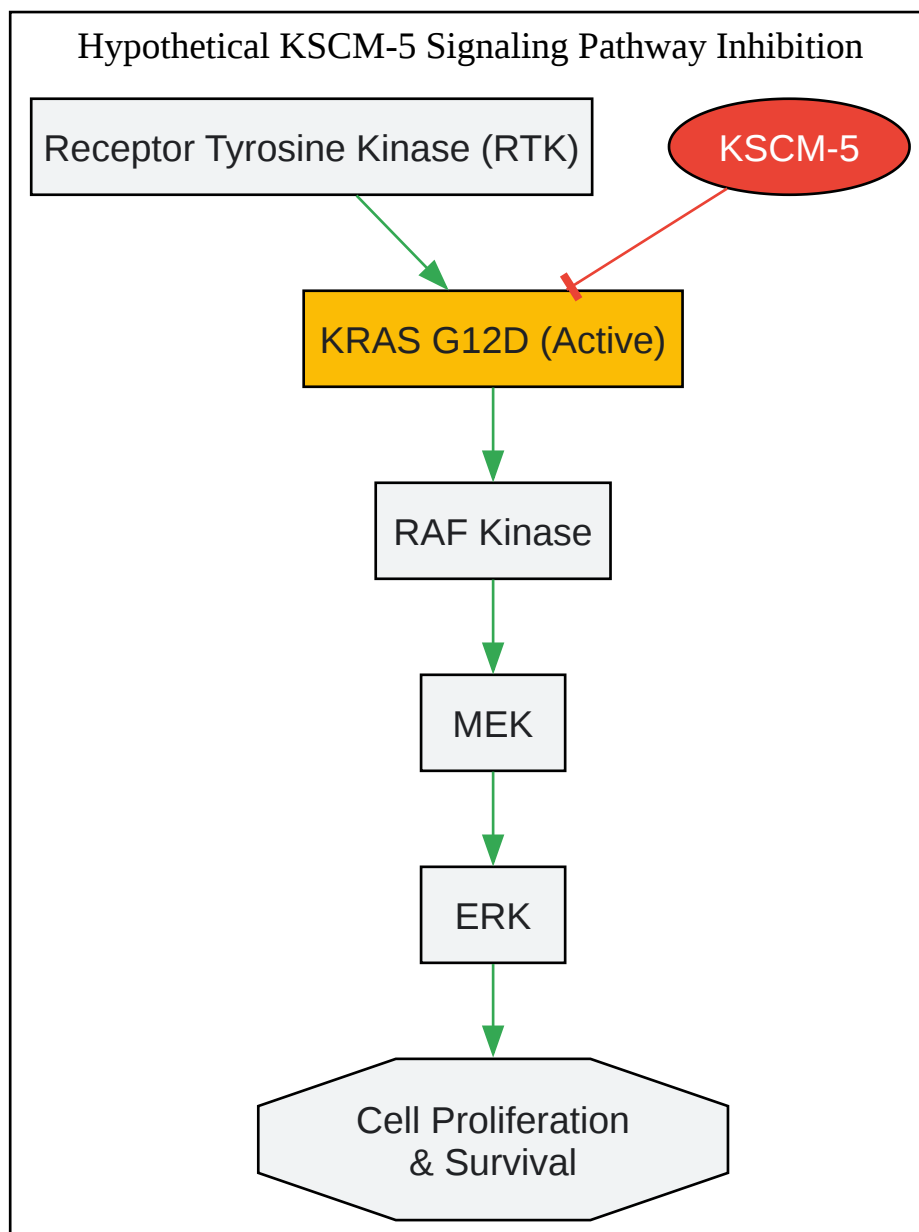 Hypothetical KSCM-5 Signaling Pathway Inhibition
Receptor Tyrosine Kinase (RTK)
KSCM-5
KRAS G12D (Active)
RAF Kinase
MEK
ERK
Cell Proliferation
& Survival